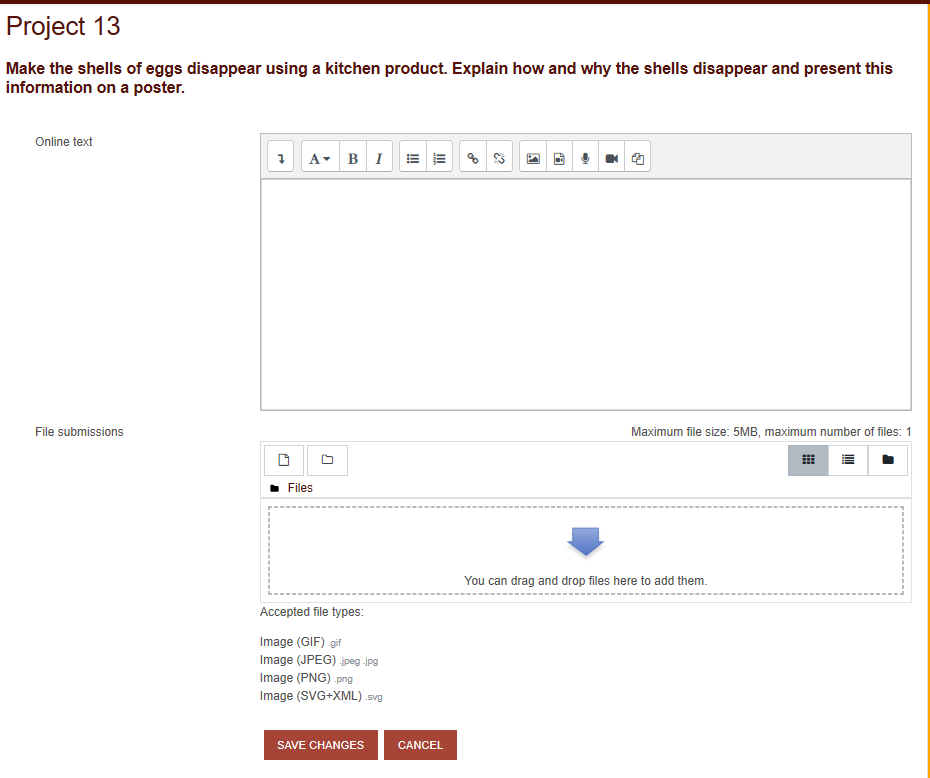 Project 13
Make the shells of eggs disappear using a kitchen product. Explain how and why the shells disappear and present this
information on a poster.
Online text
A B I
File submissions
Maximum file size: 5MB, maximum number of files: 1
Files
You can drag and drop files here to add them.
Accepted file types:
Image (GIF) .gif
Image (JPEG) .jpeg .jpg
Image (PNG) .png
Image (SVG+XML) .svg
SAVE CHANGES CANCEL